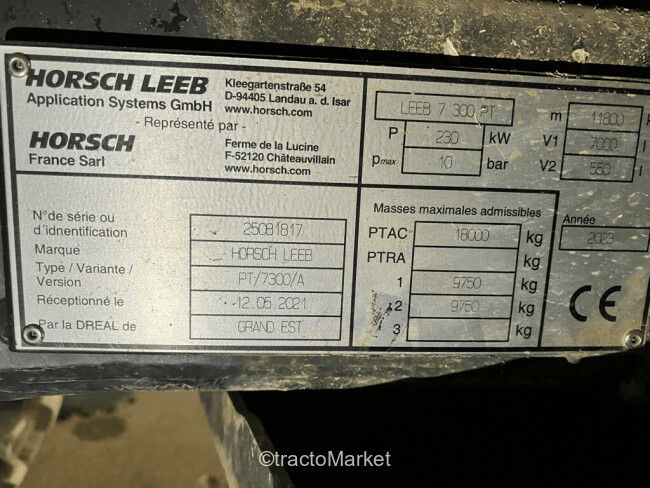 HORSCH LEEB
Application Systems GmbH
Kleegartenstraße 54
D-94405 Landau a. d. Isar
www.horsch.com
- Représenté par -
HORSCH
France Sarl
Ferme de la Lucine
F-52120 Châteauvillain
www.horsch.com
LEEB 7.300 PT
P 230 kW
pmax 10 bar
m 11800
V1 7000 l
V2 550 l
N°de série ou d'identification 25081817
Marque HORSCH LEEB
Type / Variante / Version PT/7300/A
Réceptionné le 12.05.2021
Par la DREAL de GRAND EST
Masses maximales admissibles
PTAC 18000 kg
PTRA kg
1 9750 kg
2 9750 kg
3 kg
Année
2023
CE
©tractoMarket